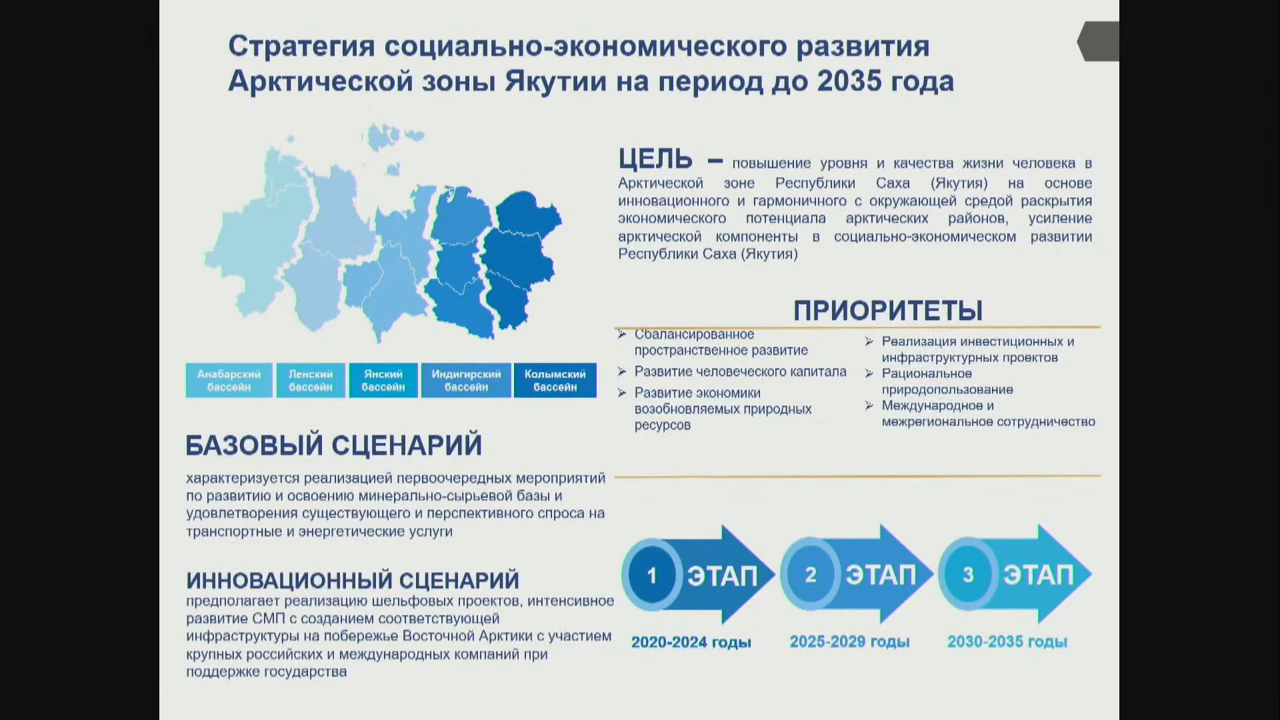 Стратегия социально-экономического развития
Арктической зоны Якутии на период до 2035 года
ЦЕЛЬ – повышение уровня и качества жизни человека в
Арктической зоне Республики Саха (Якутия) на основе
инновационного и гармоничного с окружающей средой раскрытия
экономического потенциала арктических районов, усиление
арктической компоненты в социально-экономическом развитии
Республики Саха (Якутия)
Анабарский
бассейн
Ленский
бассейн
Янский
бассейн
Индигирский
бассейн
Колымский
бассейн
ПРИОРИТЕТЫ
Сбалансированное
пространственное развитие
Развитие человеческого капитала
Развитие экономики
возобновляемых природных
ресурсов
Реализация инвестиционных и
инфраструктурных проектов
Рациональное
природопользование
Международное и
межрегиональное сотрудничество
БАЗОВЫЙ СЦЕНАРИЙ
характеризуется реализацией первоочередных мероприятий
по развитию и освоению минерально-сырьевой базы и
удовлетворения существующего и перспективного спроса на
транспортные и энергетические услуги
ИННОВАЦИОННЫЙ СЦЕНАРИЙ
предполагает реализацию шельфовых проектов, интенсивное
развитие СМП с созданием соответствующей
инфраструктуры на побережье Восточной Арктики с участием
крупных российских и международных компаний при
поддержке государства
1 ЭТАП
2020-2024 годы
2 ЭТАП
2025-2029 годы
3 ЭТАП
2030-2035 годы